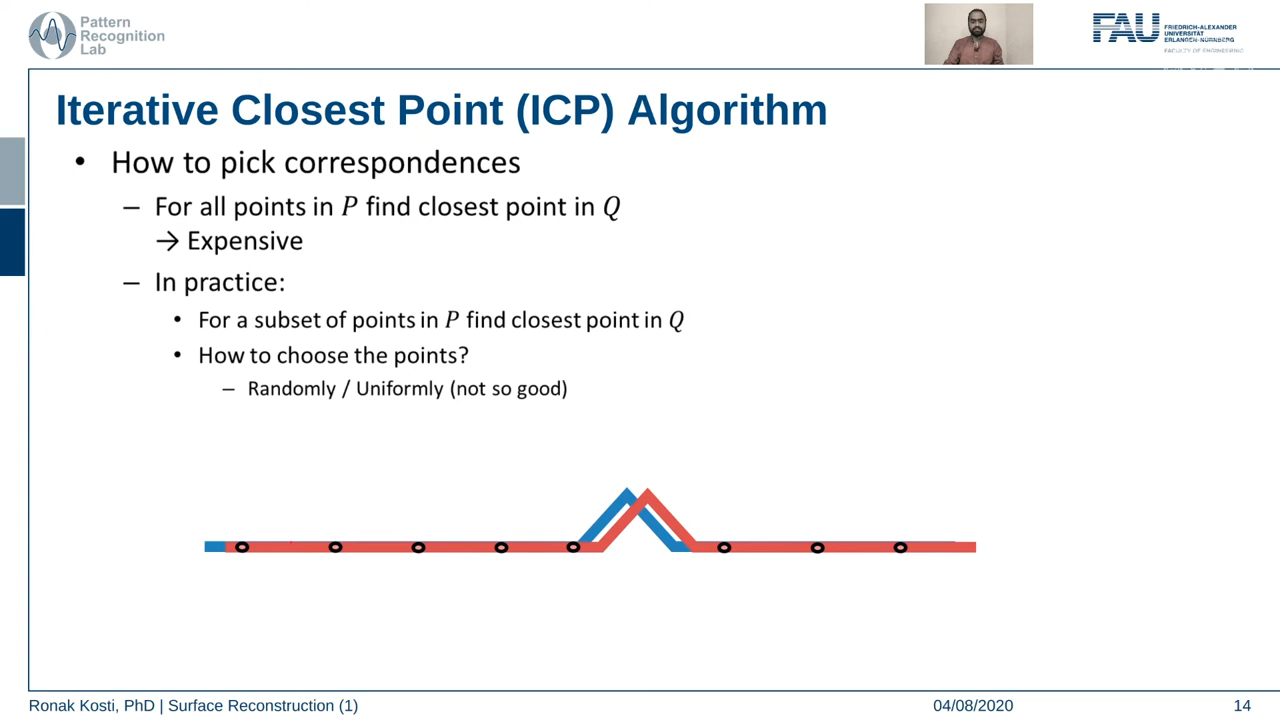 Pattern
Recognition
Lab
FAU
FRIEDRICH-ALEXANDER
UNIVERSITÄT
ERLANGEN-NÜRNBERG
FACULTY OF ENGINEERING
Iterative Closest Point (ICP) Algorithm
• How to pick correspondences
– For all points in P find closest point in Q
→ Expensive
– In practice:
• For a subset of points in P find closest point in Q
• How to choose the points?
– Randomly / Uniformly (not so good)
Ronak Kosti, PhD | Surface Reconstruction (1) 04/08/2020 14